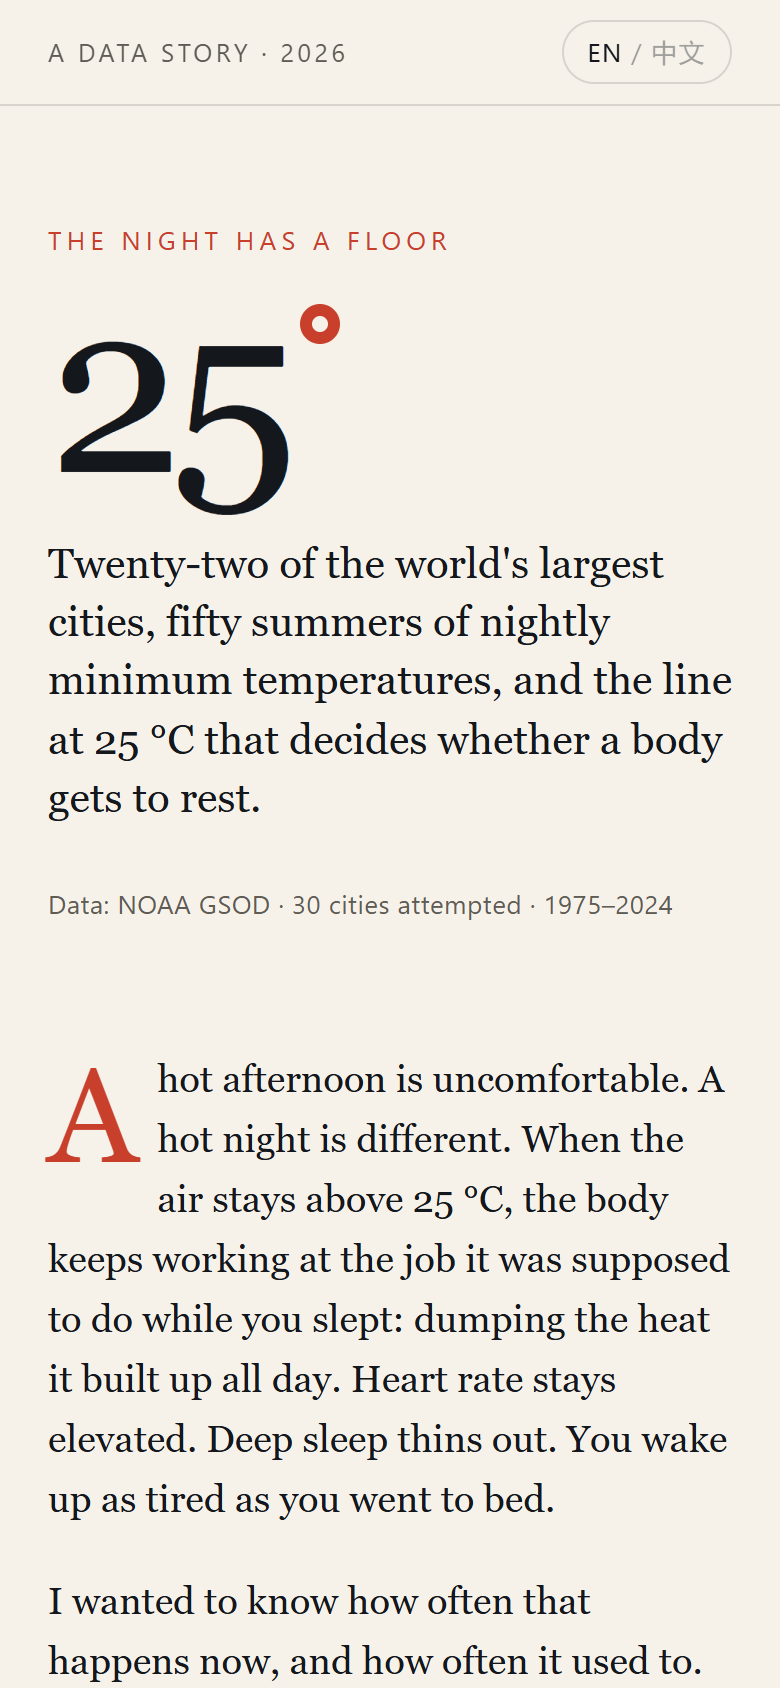 A DATA STORY · 2026
EN / 中文
THE NIGHT HAS A FLOOR
25°
Twenty-two of the world's largest
cities, fifty summers of nightly
minimum temperatures, and the line
at 25 °C that decides whether a body
gets to rest.
Data: NOAA GSOD · 30 cities attempted · 1975–2024
A hot afternoon is uncomfortable. A
hot night is different. When the
air stays above 25 °C, the body
keeps working at the job it was supposed
to do while you slept: dumping the heat
it built up all day. Heart rate stays
elevated. Deep sleep thins out. You wake
up as tired as you went to bed.
I wanted to know how often that
happens now, and how often it used to.